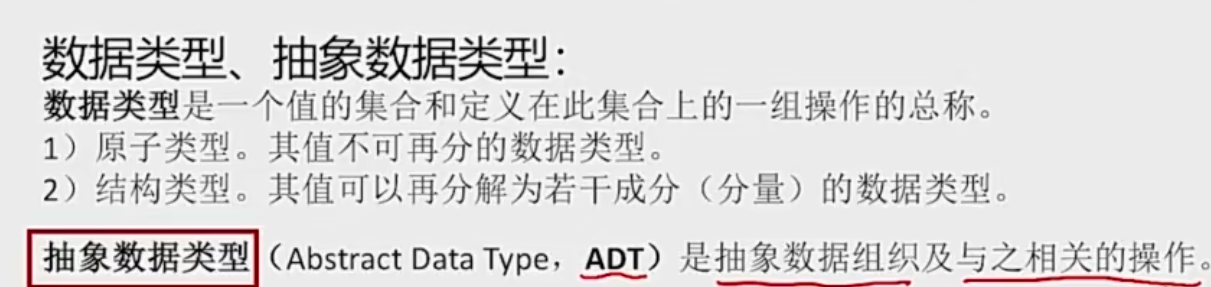 数据类型、抽象数据类型：
数据类型是一个值的集合和定义在此集合上的一组操作的总称。
1）原子类型。其值不可再分的数据类型。
2）结构类型。其值可以再分解为若干成分（分量）的数据类型。
抽象数据类型（Abstract Data Type，ADT）是抽象数据组织及与之相关的操作。